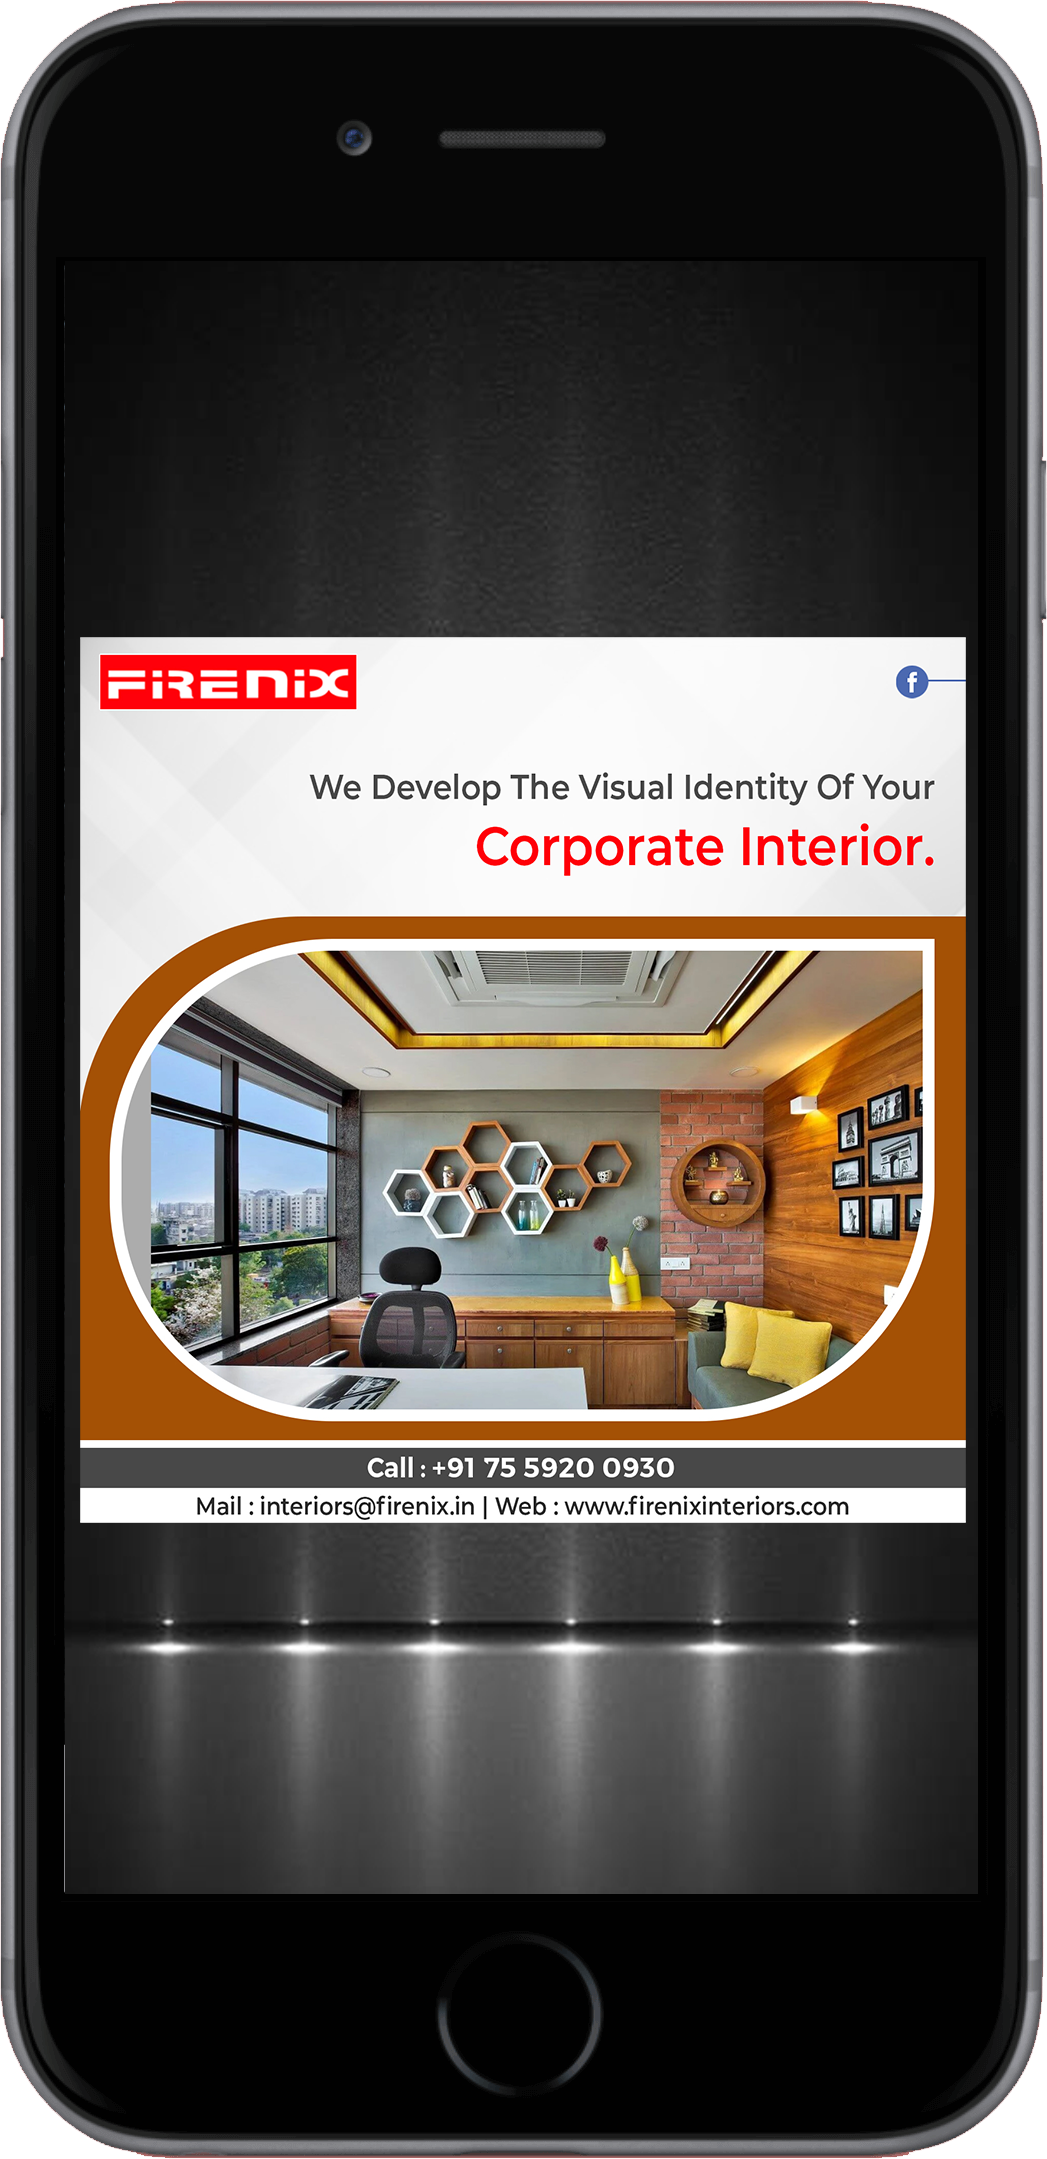 FiRENiX
f
We Develop The Visual Identity Of Your
Corporate Interior.
Call : +91 75 5920 0930
Mail : interiors@firenix.in | Web : www.firenixinteriors.com